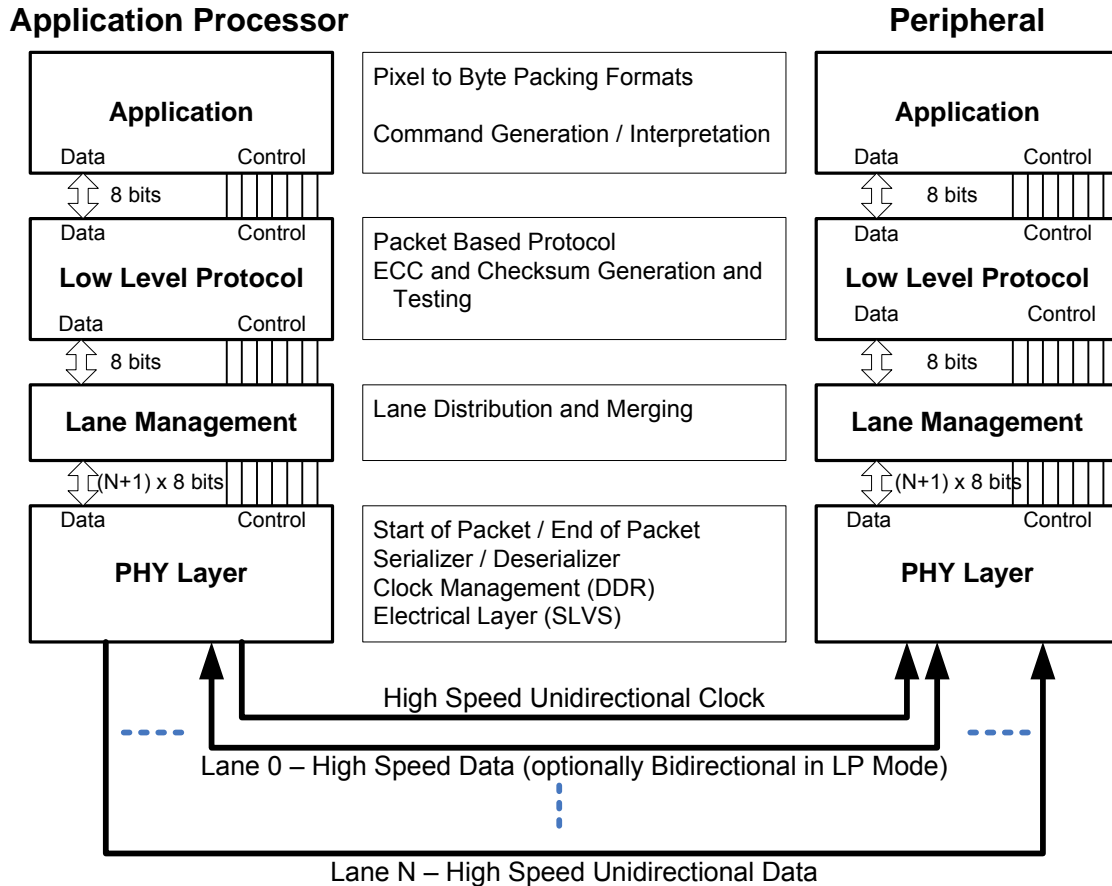 Application Processor
Peripheral
Application
Data
Control
8 bits
Data
Control
Low Level Protocol
Data
Control
8 bits
Lane Management
(N+1) x 8 bits
Data
Control
PHY Layer
Pixel to Byte Packing Formats
Command Generation / Interpretation
Packet Based Protocol
ECC and Checksum Generation and
Testing
Lane Distribution and Merging
Start of Packet / End of Packet
Serializer / Deserializer
Clock Management (DDR)
Electrical Layer (SLVS)
Application
Data
Control
8 bits
Data
Control
Low Level Protocol
Data
Control
8 bits
Lane Management
(N+1) x 8 bits
Data
Control
PHY Layer
High Speed Unidirectional Clock
Lane 0 – High Speed Data (optionally Bidirectional in LP Mode)
Lane N – High Speed Unidirectional Data